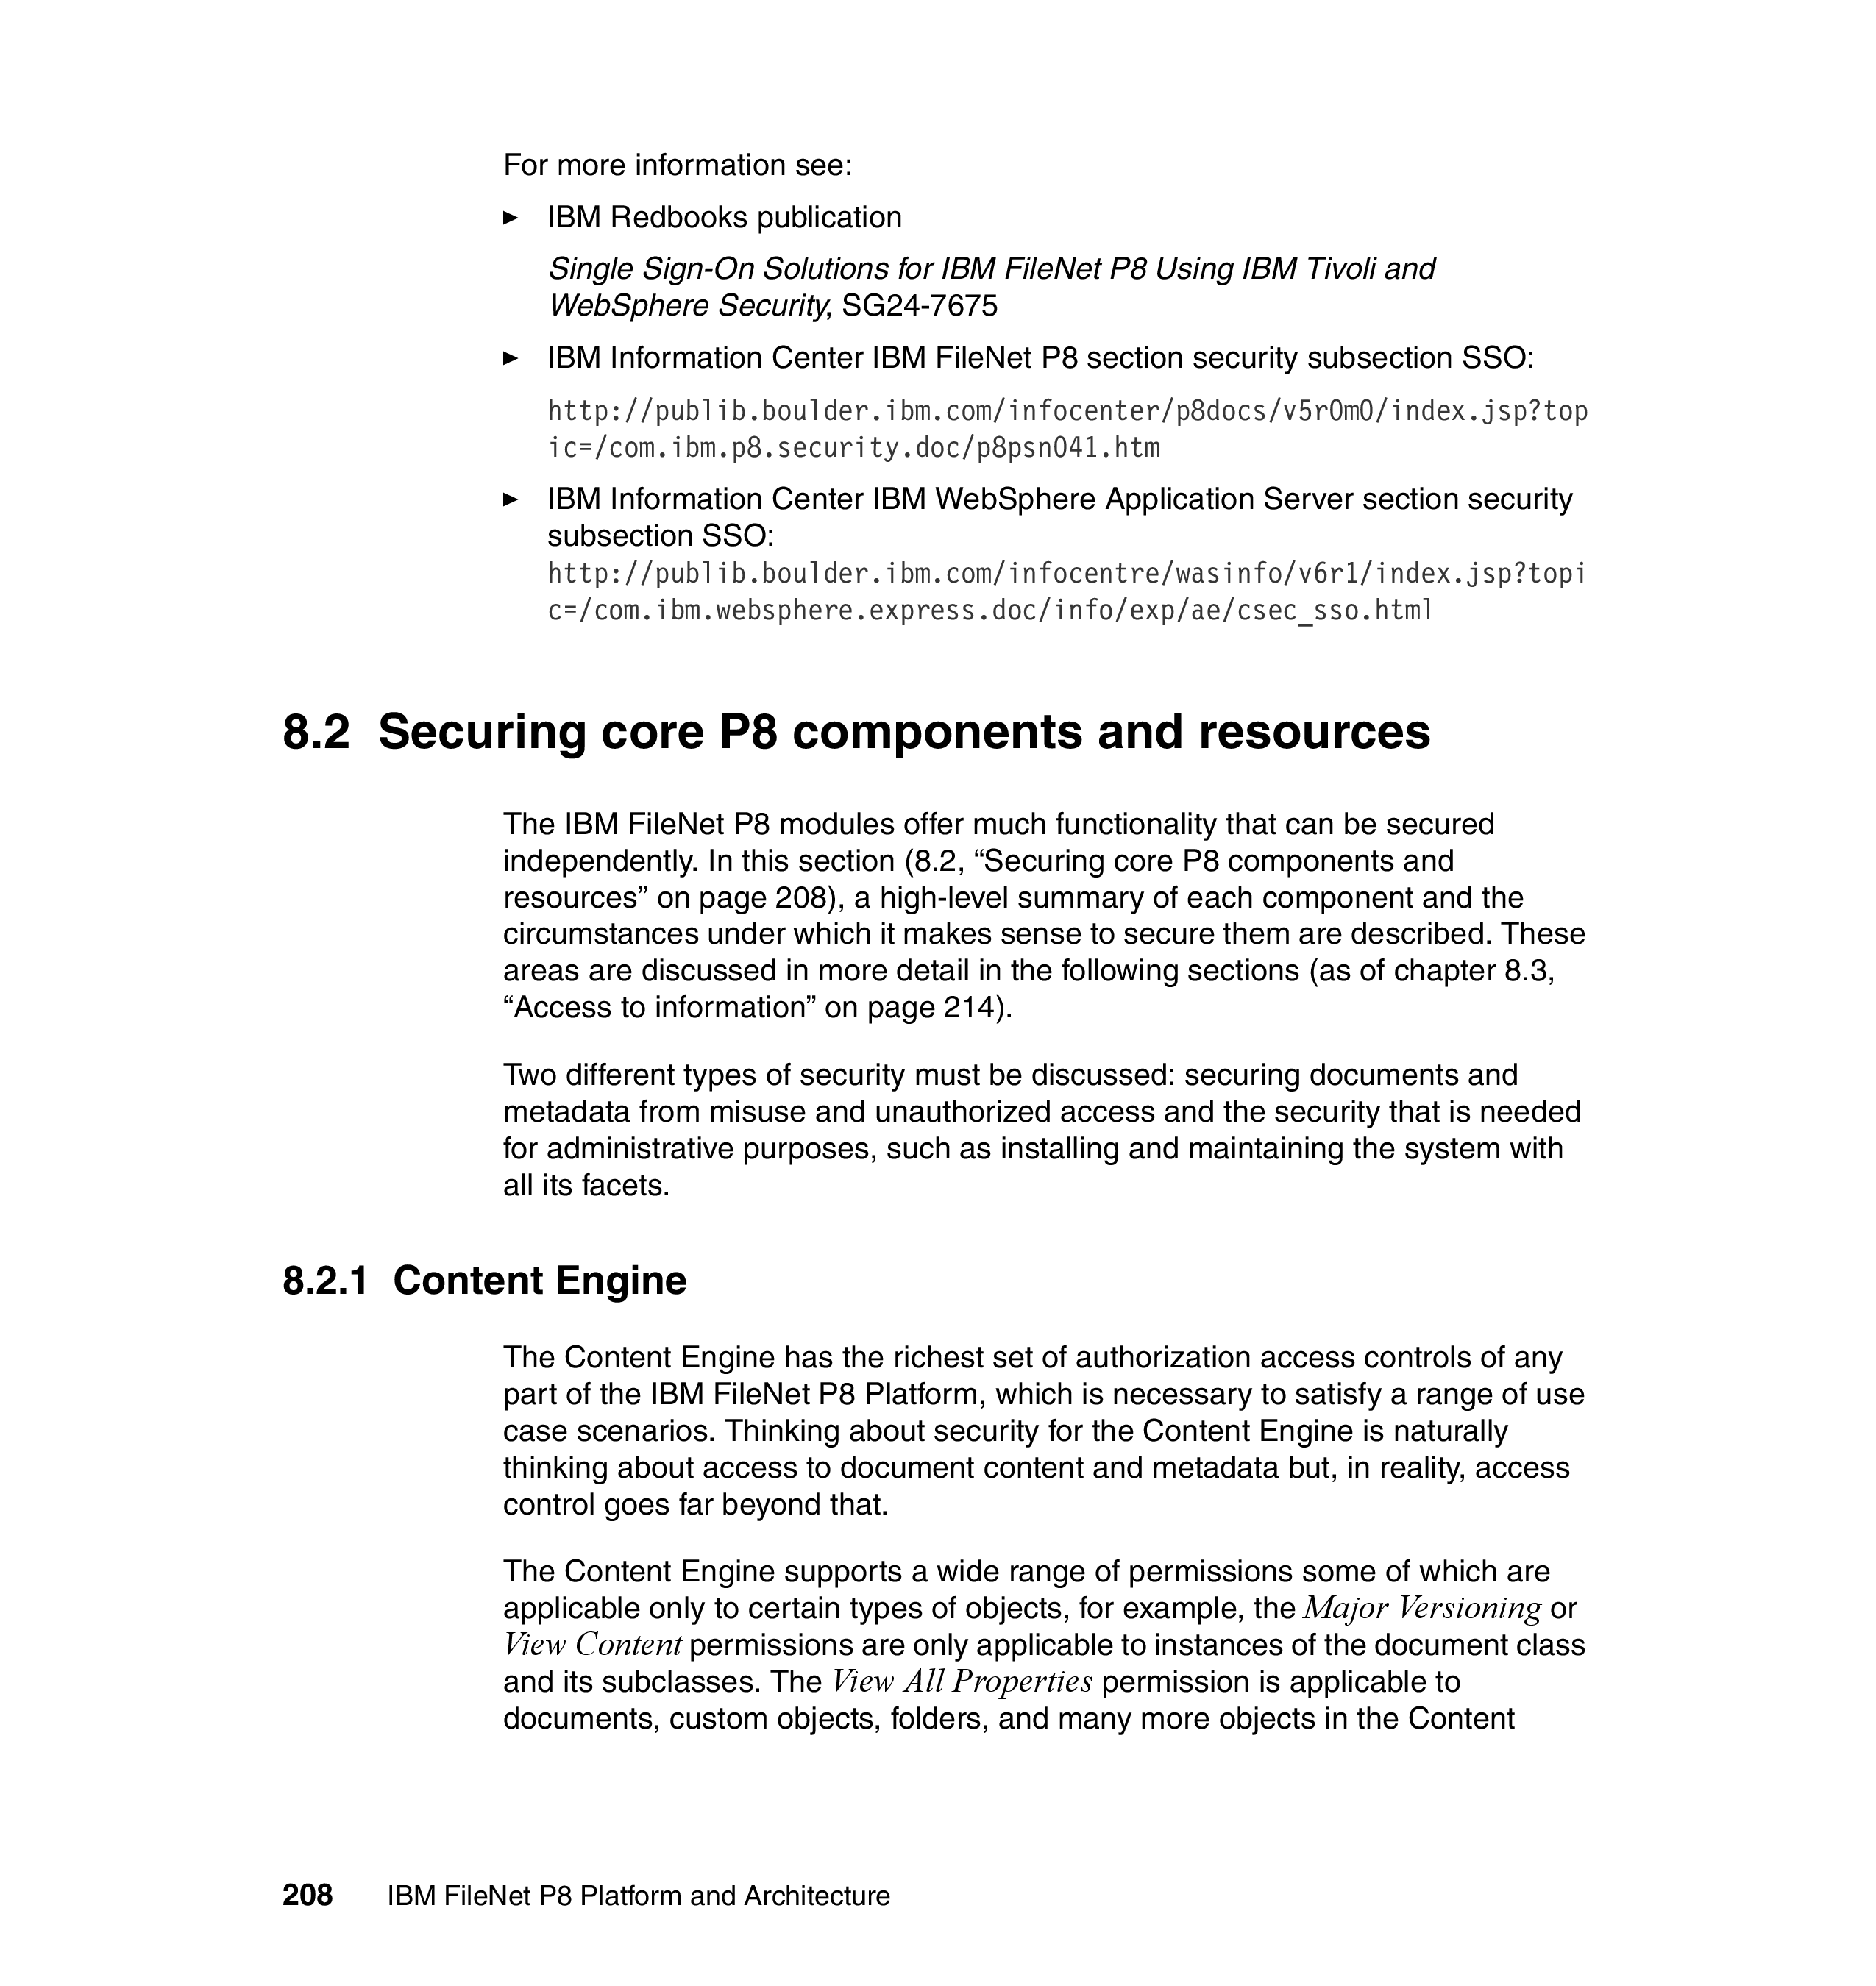 For more information see:
► IBM Redbooks publication
Single Sign-On Solutions for IBM FileNet P8 Using IBM Tivoli and
WebSphere Security, SG24-7675
► IBM Information Center IBM FileNet P8 section security subsection SSO:
http://publib.boulder.ibm.com/infocenter/p8docs/v5r0m0/index.jsp?top
ic=/com.ibm.p8.security.doc/p8psn041.htm
► IBM Information Center IBM WebSphere Application Server section security
subsection SSO:
http://publib.boulder.ibm.com/infocentre/wasinfo/v6r1/index.jsp?topi
c=/com.ibm.websphere.express.doc/info/exp/ae/csec_sso.html
8.2 Securing core P8 components and resources
The IBM FileNet P8 modules offer much functionality that can be secured
independently. In this section (8.2, “Securing core P8 components and
resources” on page 208), a high-level summary of each component and the
circumstances under which it makes sense to secure them are described. These
areas are discussed in more detail in the following sections (as of chapter 8.3,
“Access to information” on page 214).
Two different types of security must be discussed: securing documents and
metadata from misuse and unauthorized access and the security that is needed
for administrative purposes, such as installing and maintaining the system with
all its facets.
8.2.1 Content Engine
The Content Engine has the richest set of authorization access controls of any
part of the IBM FileNet P8 Platform, which is necessary to satisfy a range of use
case scenarios. Thinking about security for the Content Engine is naturally
thinking about access to document content and metadata but, in reality, access
control goes far beyond that.
The Content Engine supports a wide range of permissions some of which are
applicable only to certain types of objects, for example, the Major Versioning or
View Content permissions are only applicable to instances of the document class
and its subclasses. The View All Properties permission is applicable to
documents, custom objects, folders, and many more objects in the Content
208 IBM FileNet P8 Platform and Architecture